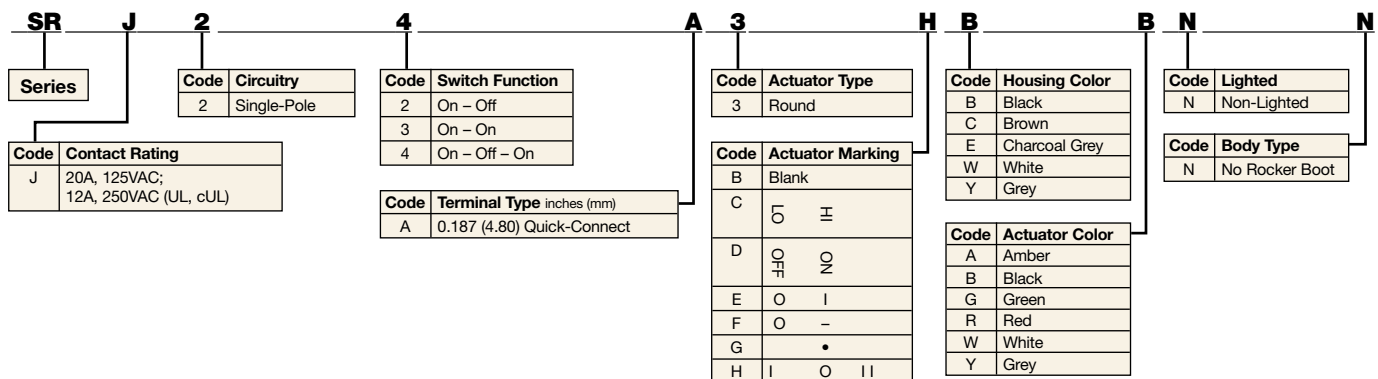 SR J 2 4 A 3 H B B N N
Series
Code Circuitry
2 Single-Pole
Code Contact Rating
J 20A, 125VAC;
12A, 250VAC (UL, cUL)
Code Switch Function
2 On – Off
3 On – On
4 On – Off – On
Code Terminal Type inches (mm)
A 0.187 (4.80) Quick-Connect
Code Actuator Type
3 Round
Code Actuator Marking
B Blank
C LO HI
D OFF ON
E O I
F O –
G •
H I O II
Code Housing Color
B Black
C Brown
E Charcoal Grey
W White
Y Grey
Code Actuator Color
A Amber
B Black
G Green
R Red
W White
Y Grey
Code Lighted
N Non-Lighted
Code Body Type
N No Rocker Boot